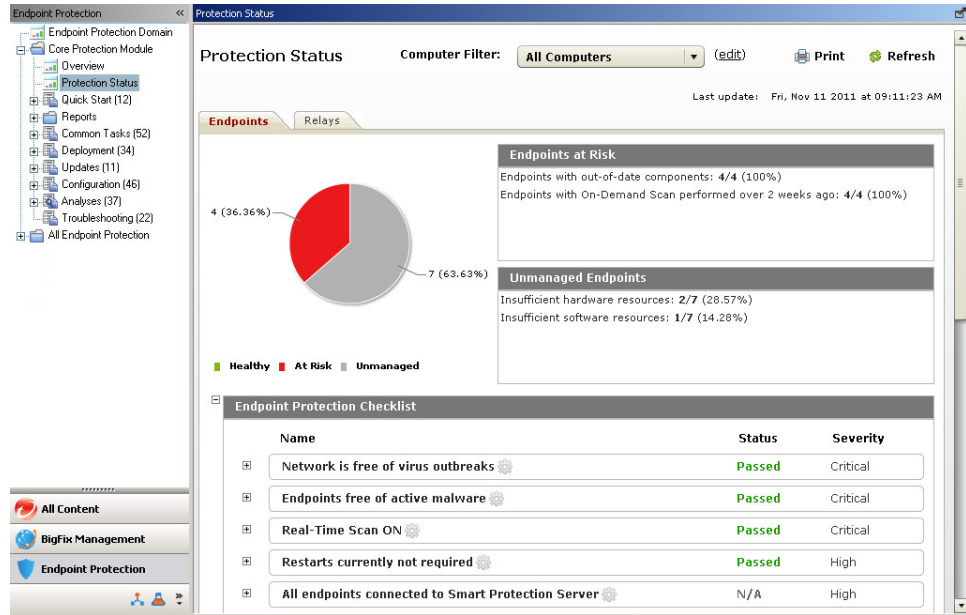 Endpoint Protection «
Endpoint Protection Domain
Core Protection Module
Overview
Protection Status
Quick Start (12)
Reports
Common Tasks (52)
Deployment (34)
Updates (11)
Configuration (46)
Analyses (37)
Troubleshooting (22)
All Endpoint Protection
All Content
BigFix Management
Endpoint Protection
Protection Status
Protection Status Computer Filter: All Computers (edit) Print Refresh
Last update: Fri, Nov 11 2011 at 09:11:23 AM
Endpoints Relays
4 (36.36%)
7 (63.63%)
Healthy At Risk Unmanaged
Endpoints at Risk
Endpoints with out-of-date components: 4/4 (100%)
Endpoints with On-Demand Scan performed over 2 weeks ago: 4/4 (100%)
Unmanaged Endpoints
Insufficient hardware resources: 2/7 (28.57%)
Insufficient software resources: 1/7 (14.28%)
Endpoint Protection Checklist
Name Status Severity
Network is free of virus outbreaks Passed Critical
Endpoints free of active malware Passed Critical
Real-Time Scan ON Passed Critical
Restarts currently not required Passed High
All endpoints connected to Smart Protection Server N/A High